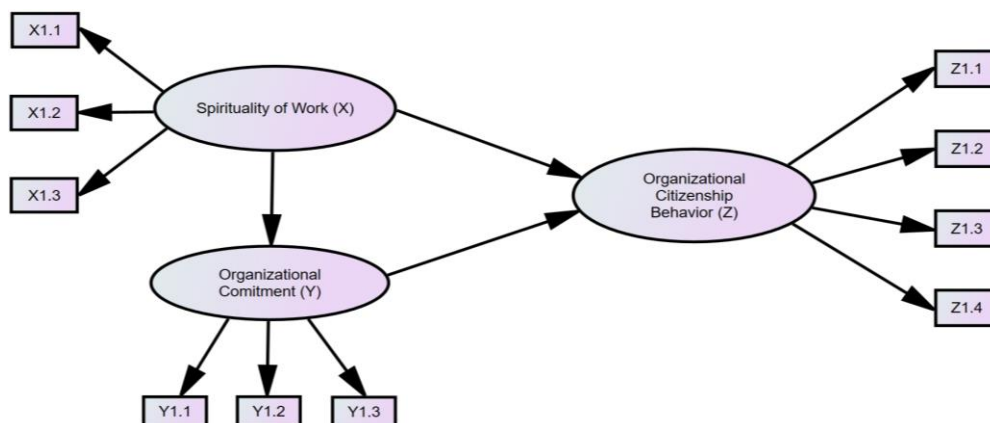 X1.1
X1.2
X1.3
Spirituality of Work (X)
Organizational
Comitment (Y)
Y1.1
Y1.2
Y1.3
Organizational
Citizenship
Behavior (Z)
Z1.1
Z1.2
Z1.3
Z1.4